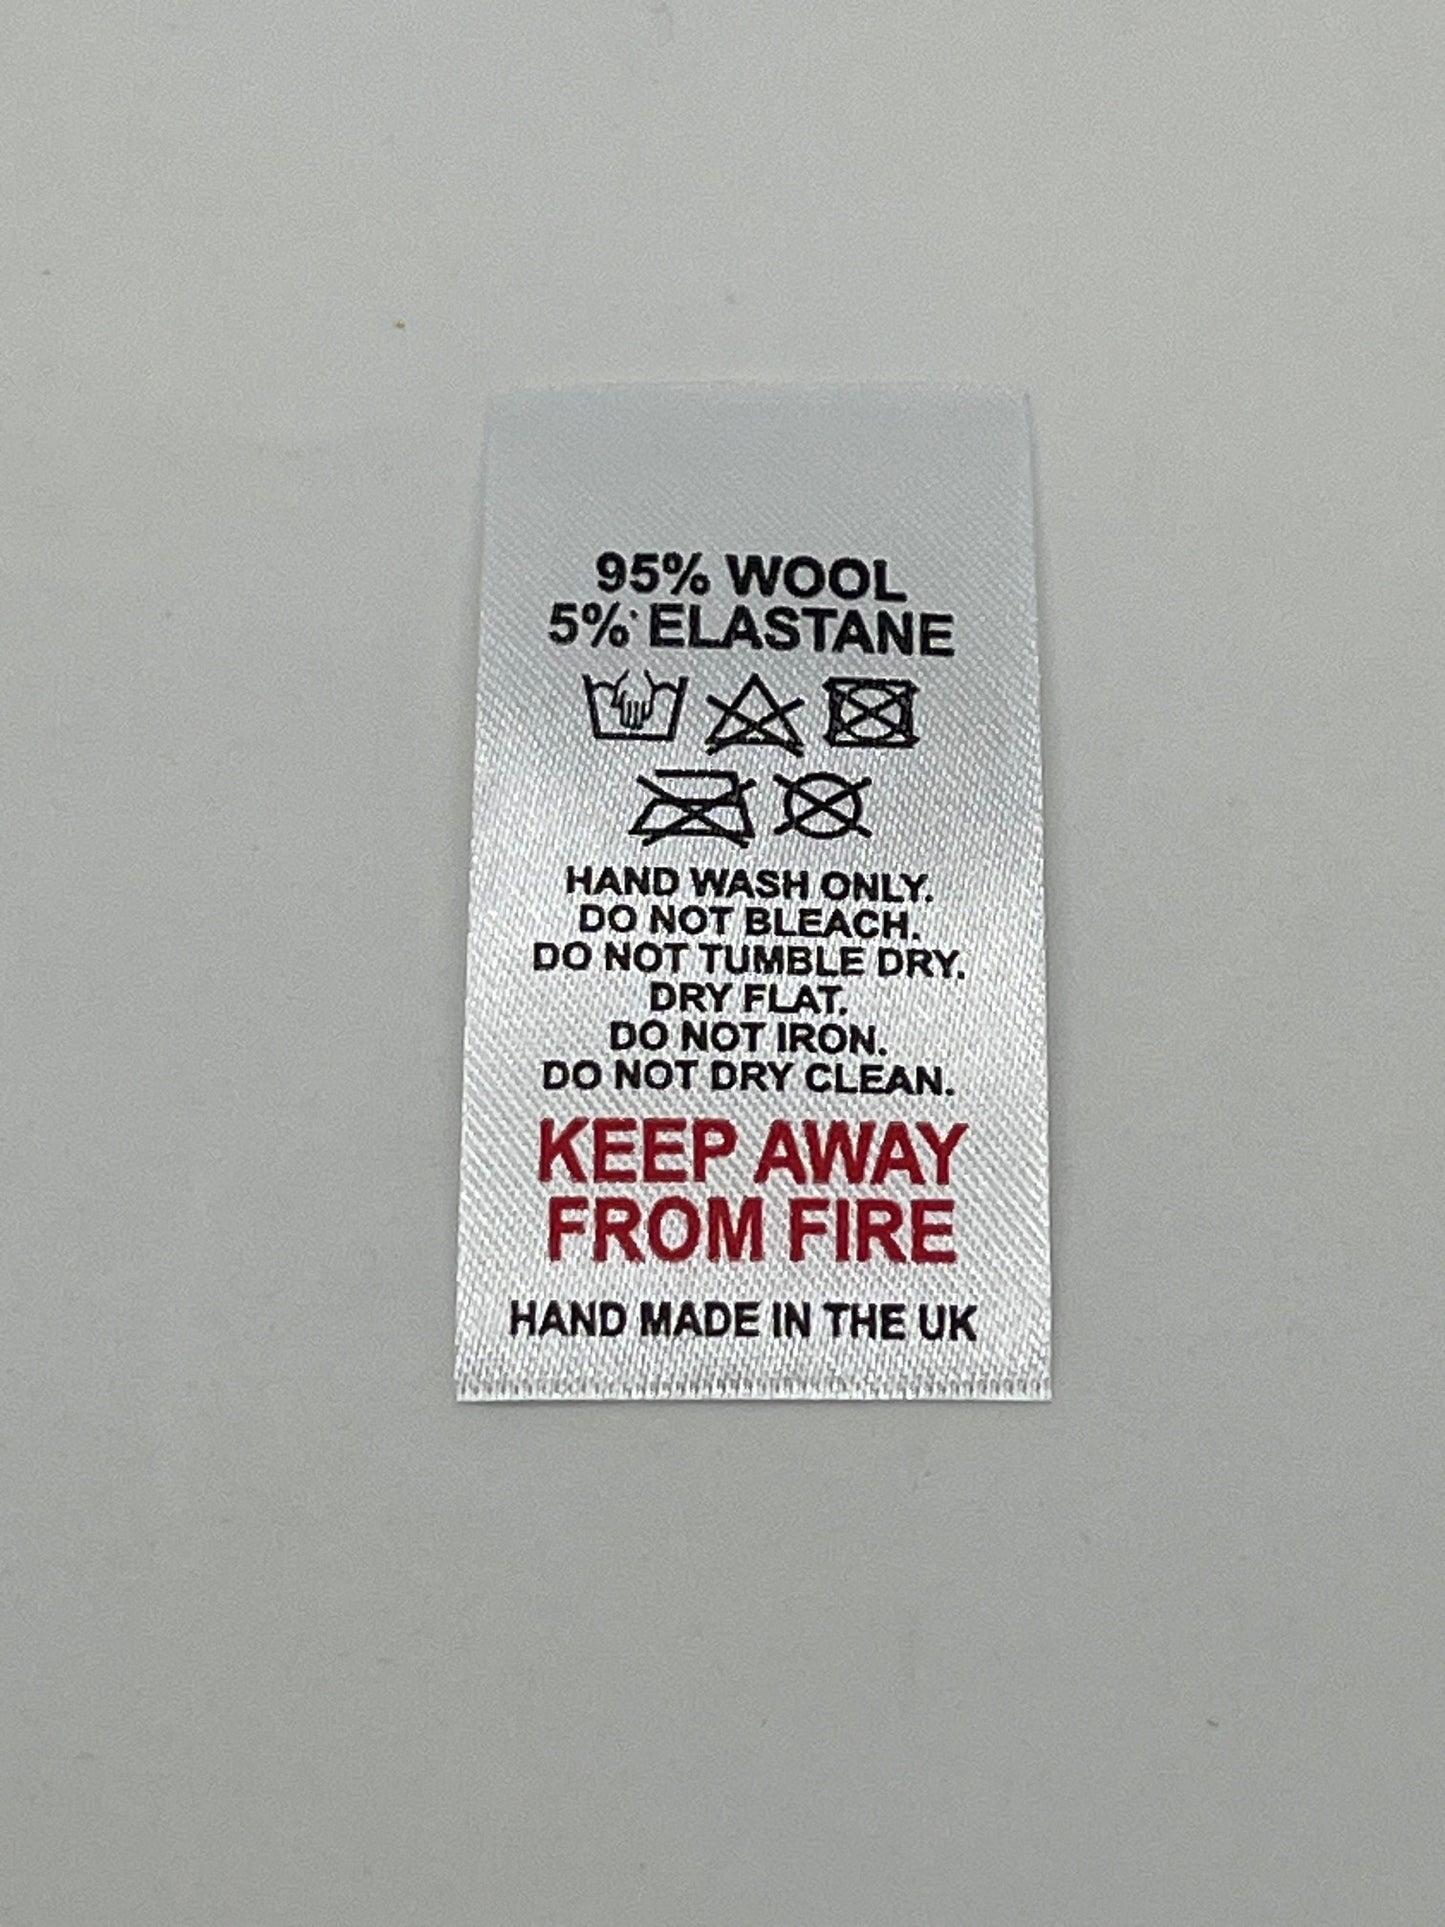 95% WOOL
5% ELASTANE
HAND WASH ONLY.
DO NOT BLEACH.
DO NOT TUMBLE DRY.
DRY FLAT.
DO NOT IRON.
DO NOT DRY CLEAN.
KEEP AWAY
FROM FIRE
HAND MADE IN THE UK